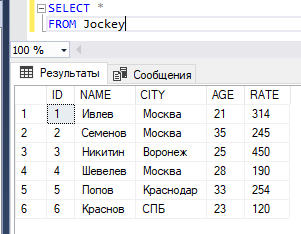 SELECT *
FROM Jockey
100 %
Результаты Сообщения
ID NAME CITY AGE RATE
1 1 Ивлев Москва 21 314
2 2 Семенов Москва 35 245
3 3 Никитин Воронеж 25 450
4 4 Шевелев Москва 28 190
5 5 Попов Краснодар 33 254
6 6 Краснов СПБ 23 120